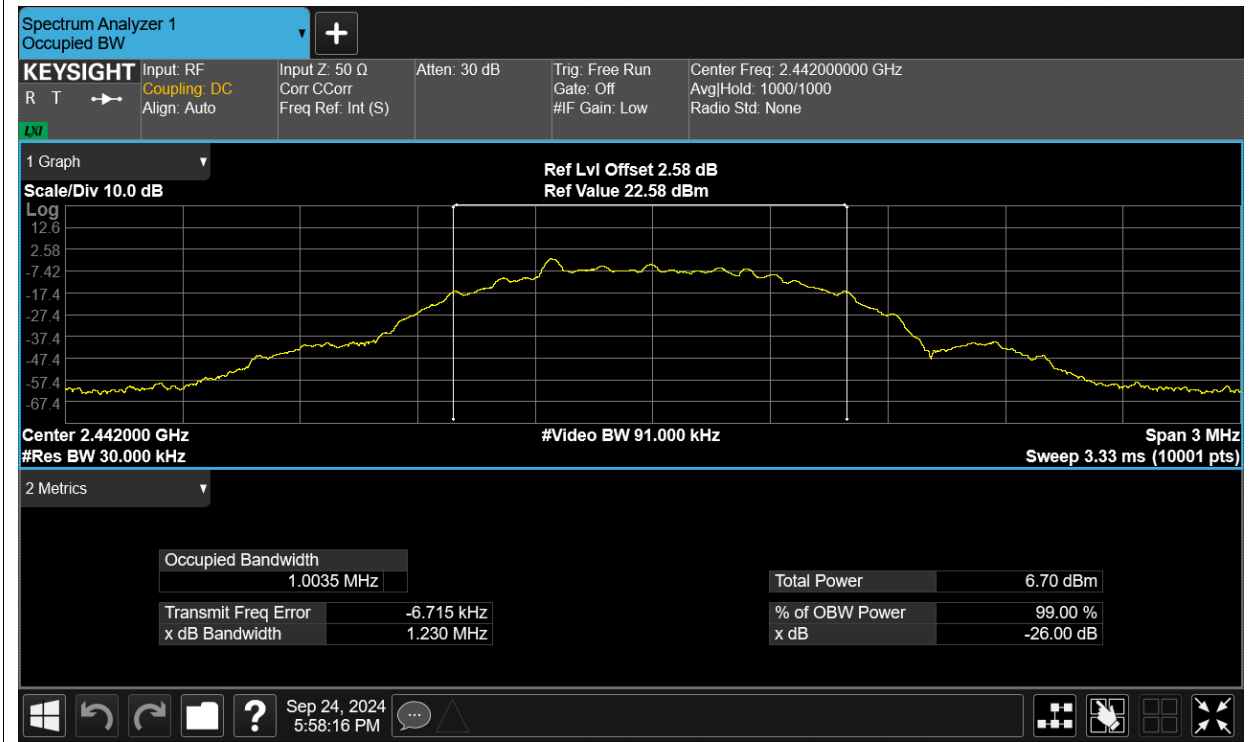 Spectrum Analyzer 1
Occupied BW
▼
+
KEYSIGHT
R T
LXI
Input: RF
Coupling: DC
Align: Auto
Input Z: 50 Ω
Corr CCorr
Freq Ref: Int (S)
Atten: 30 dB
Trig: Free Run
Gate: Off
#IF Gain: Low
Center Freq: 2.442000000 GHz
Avg|Hold: 1000/1000
Radio Std: None
1 Graph ▼
Scale/Div 10.0 dB
Ref Lvl Offset 2.58 dB
Ref Value 22.58 dBm
Log
12.6
2.58
-7.42
-17.4
-27.4
-37.4
-47.4
-57.4
-67.4
Center 2.442000 GHz #Video BW 91.000 kHz Span 3 MHz
#Res BW 30.000 kHz Sweep 3.33 ms (10001 pts)
2 Metrics ▼
Occupied Bandwidth
1.0035 MHz
Transmit Freq Error -6.715 kHz
x dB Bandwidth 1.230 MHz
Total Power 6.70 dBm
% of OBW Power 99.00 %
x dB -26.00 dB
?
Sep 24, 2024
5:58:16 PM